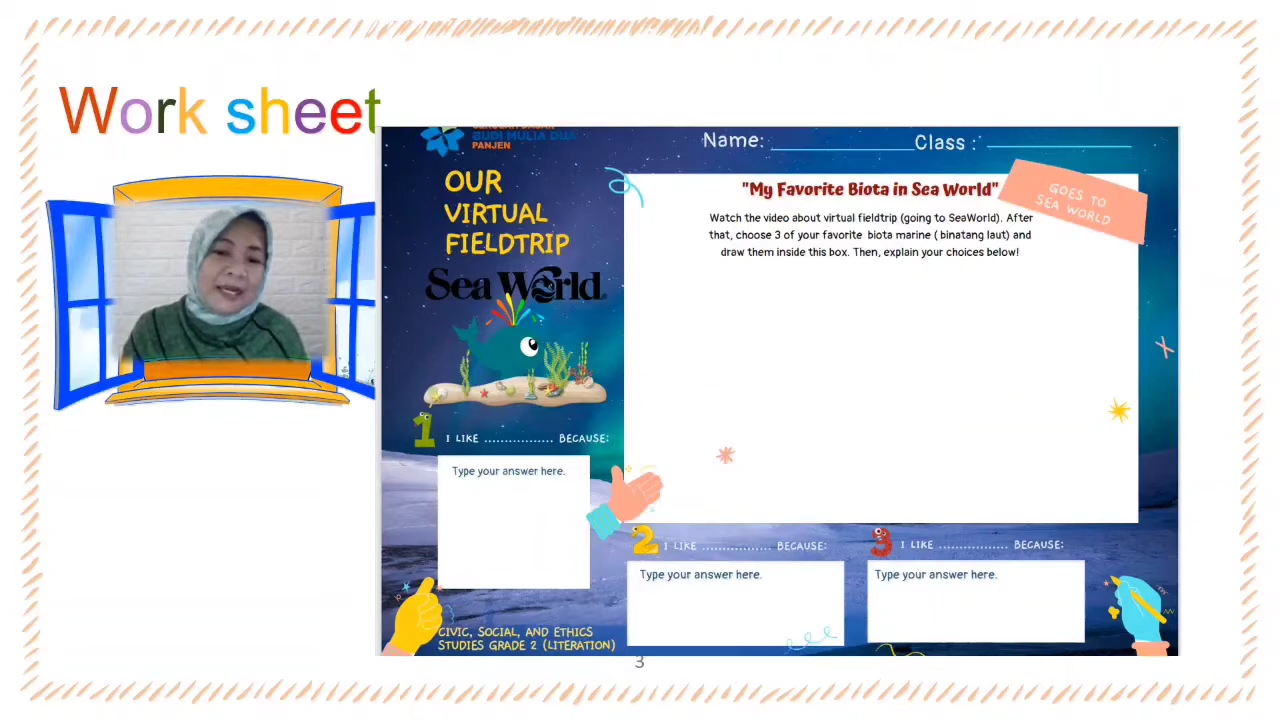 Work sheet
BUDI MULIA DUA
PANJEN
Name: Class :
OUR
VIRTUAL
FIELDTRIP
Sea World
"My Favorite Biota in Sea World"
GOES TO
SEA WORLD
Watch the video about virtual fieldtrip (going to SeaWorld). After
that, choose 3 of your favorite biota marine ( binatang laut) and
draw them inside this box. Then, explain your choices below!
1
I LIKE ................. BECAUSE:
Type your answer here.
2
I LIKE ................. BECAUSE:
Type your answer here.
3
I LIKE ................. BECAUSE:
Type your answer here.
CIVIC, SOCIAL, AND ETHICS
STUDIES GRADE 2 (LITERATION)
3